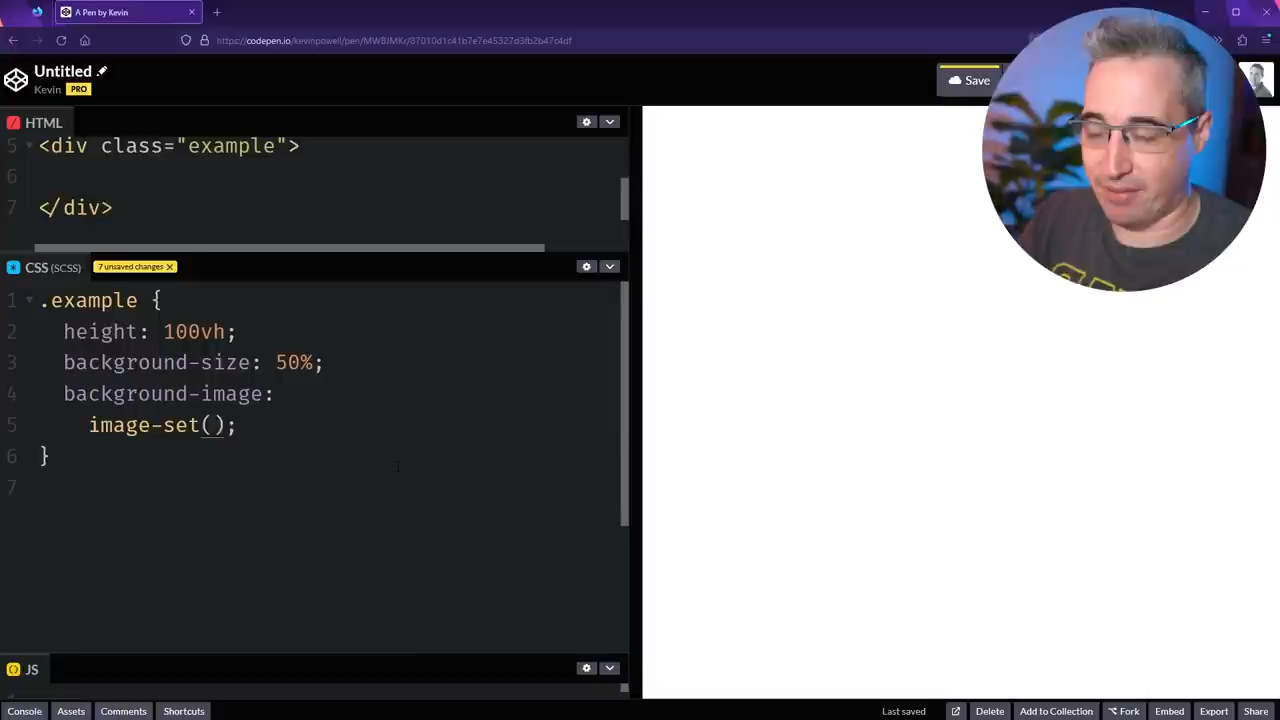 A Pen by Kevin
https://codepen.io/kevinpowell/pen/MWBJMKr/87010d1c41b7e7e45327d3fb2b47c4df
Untitled
Kevin PRO
Save
HTML
5 <div class="example">
6
7 </div>
CSS (SCSS) 7 unsaved changes X
1 .example {
2 height: 100vh;
3 background-size: 50%;
4 background-image:
5 image-set();
6 }
7
JS
Console Assets Comments Shortcuts Last saved Delete Add to Collection Fork Embed Export Share